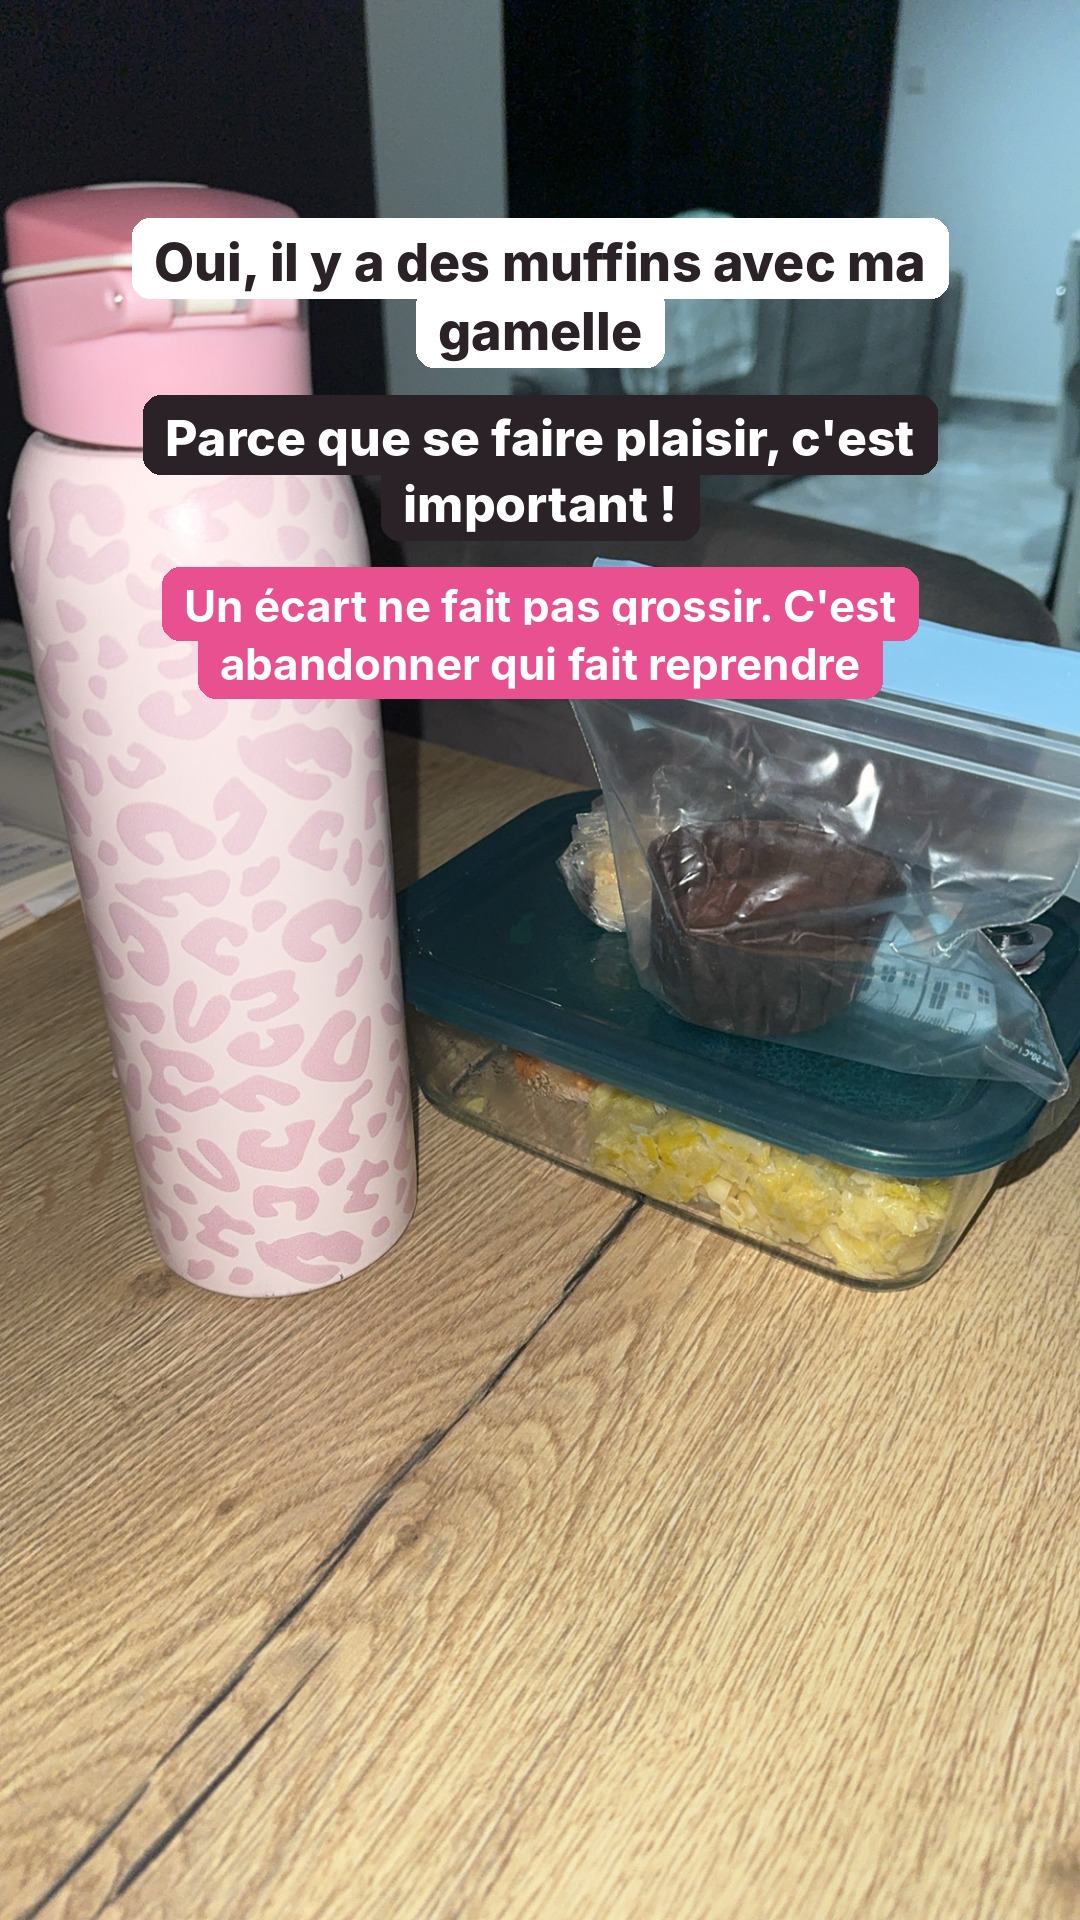 Oui, il y a des muffins avec ma
gamelle
Parce que se faire plaisir, c'est
important !
Un écart ne fait pas grossir. C'est
abandonner qui fait reprendre